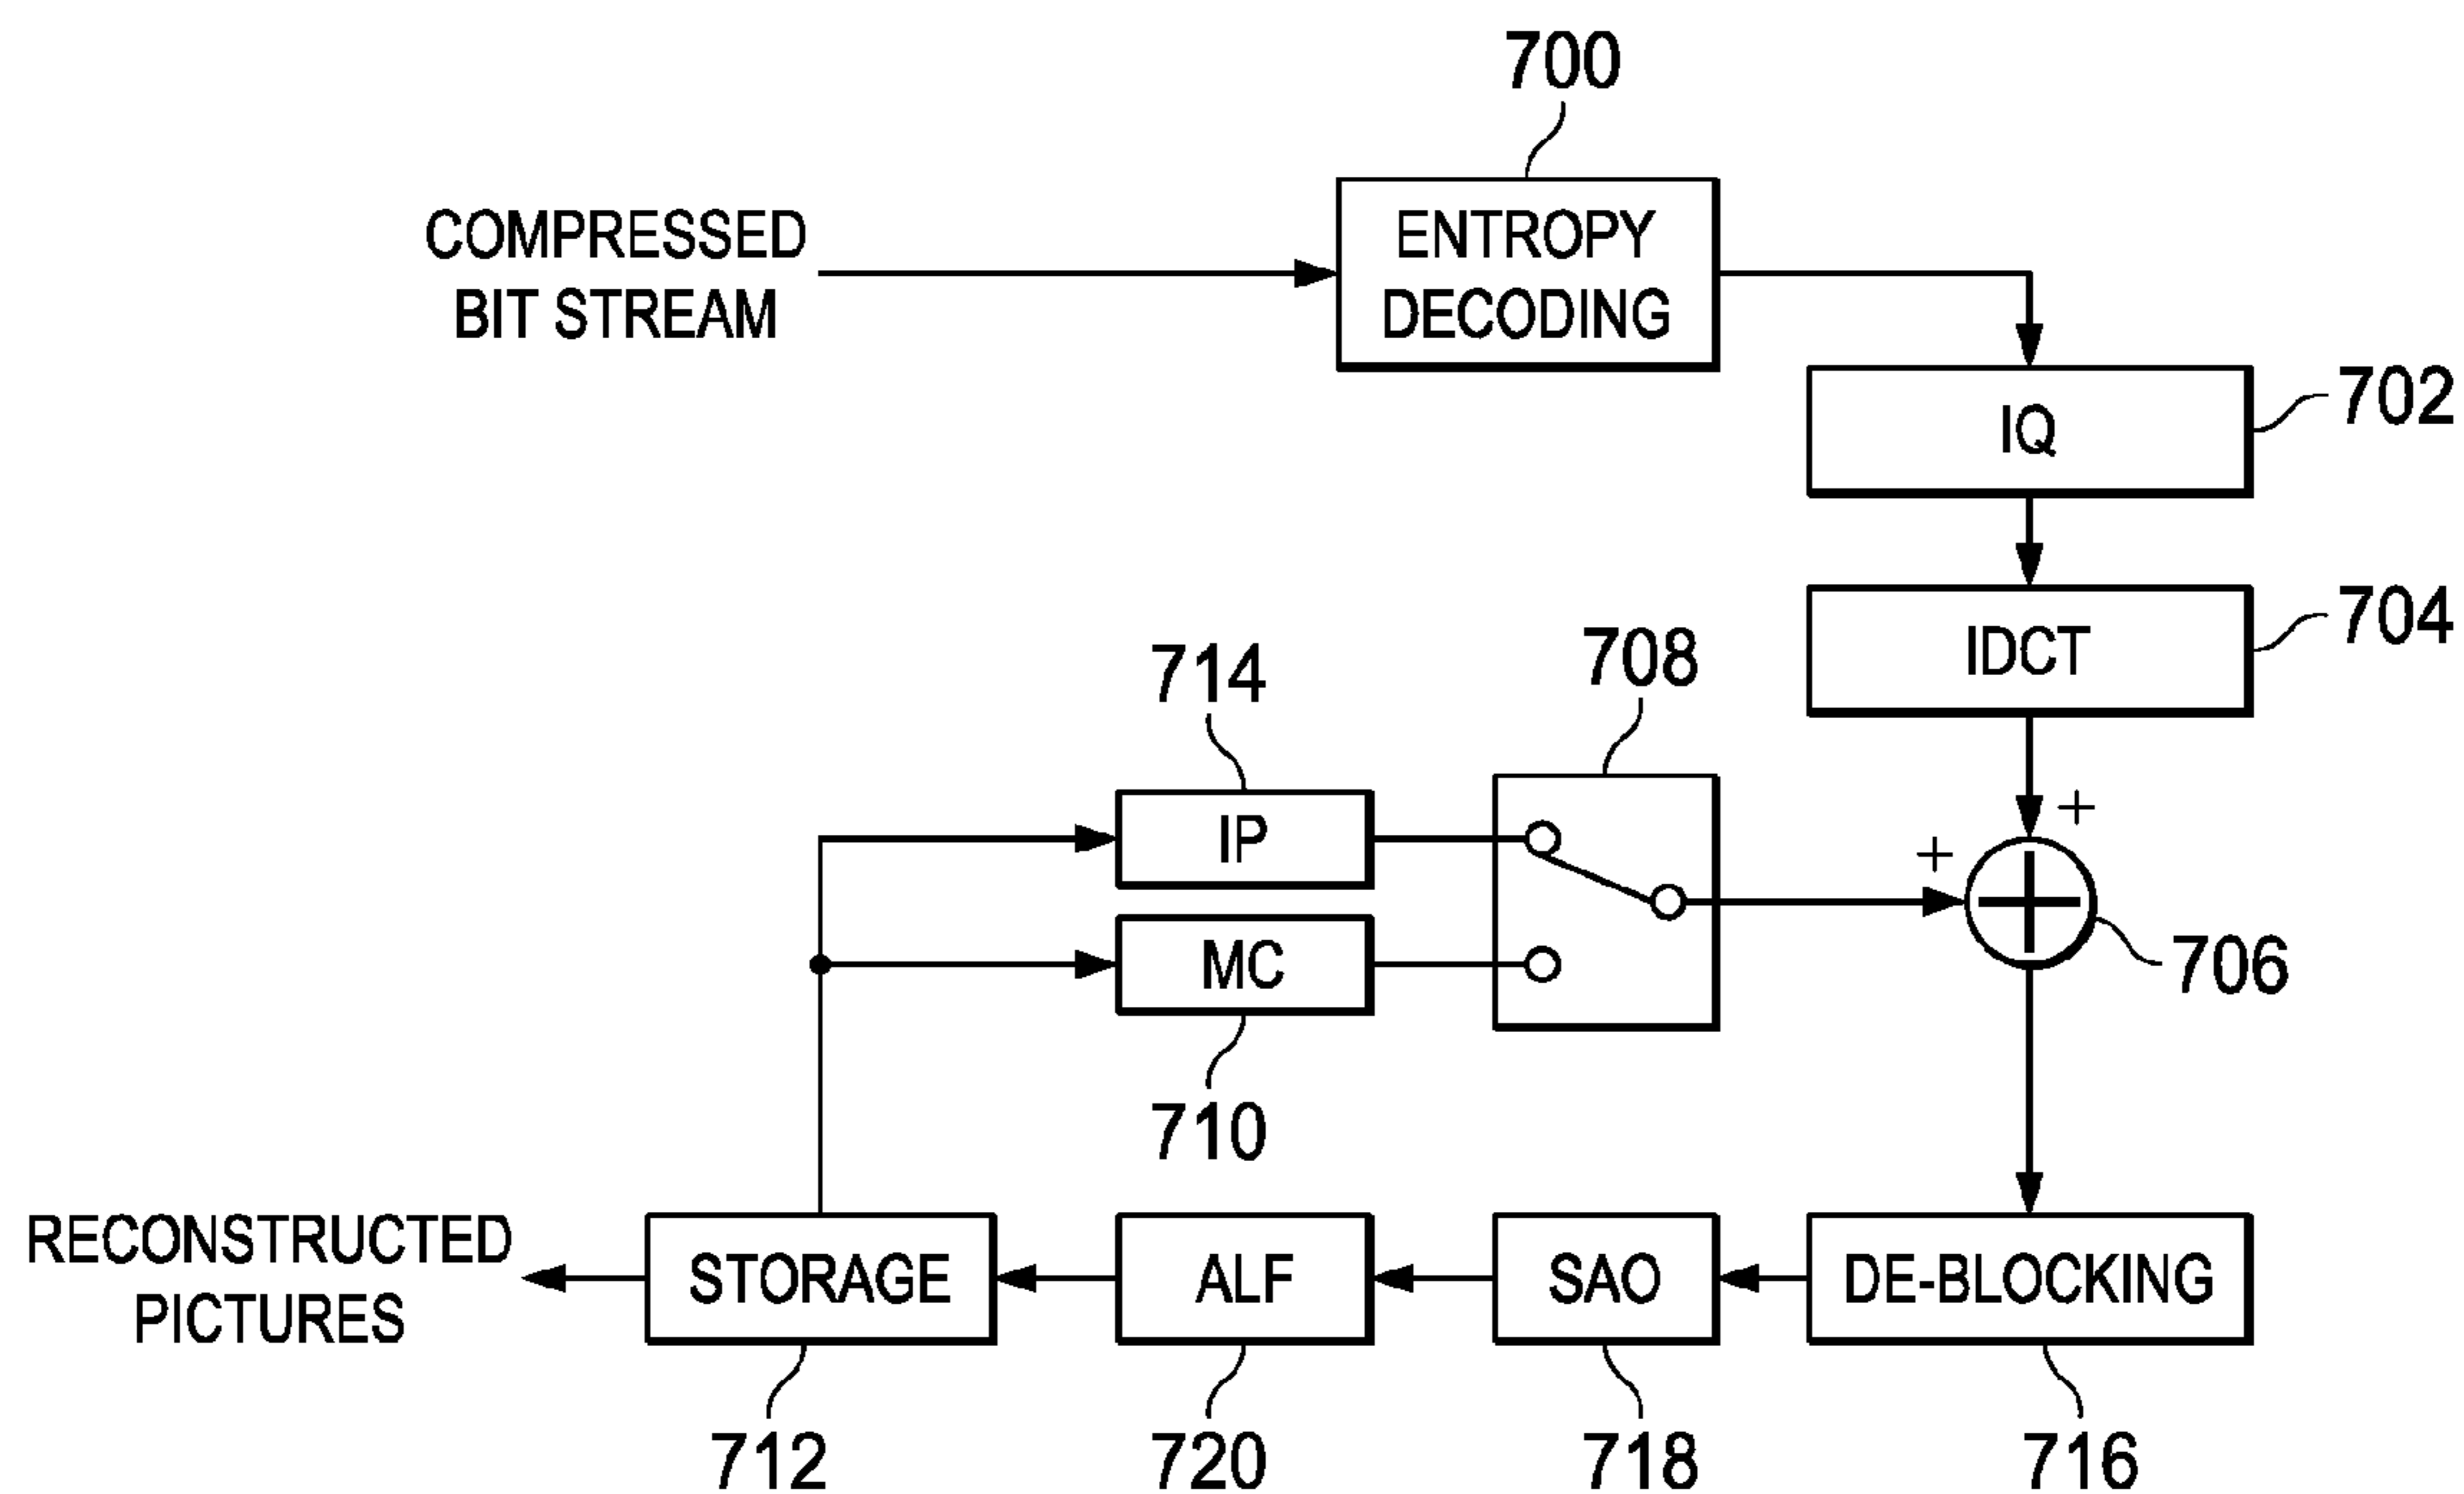 700
COMPRESSED
BIT STREAM
ENTROPY
DECODING
IQ
702
IDCT
704
714
708
IP
+
+
MC
706
710
RECONSTRUCTED
PICTURES
STORAGE
ALF
SAO
DE-BLOCKING
712
720
718
716